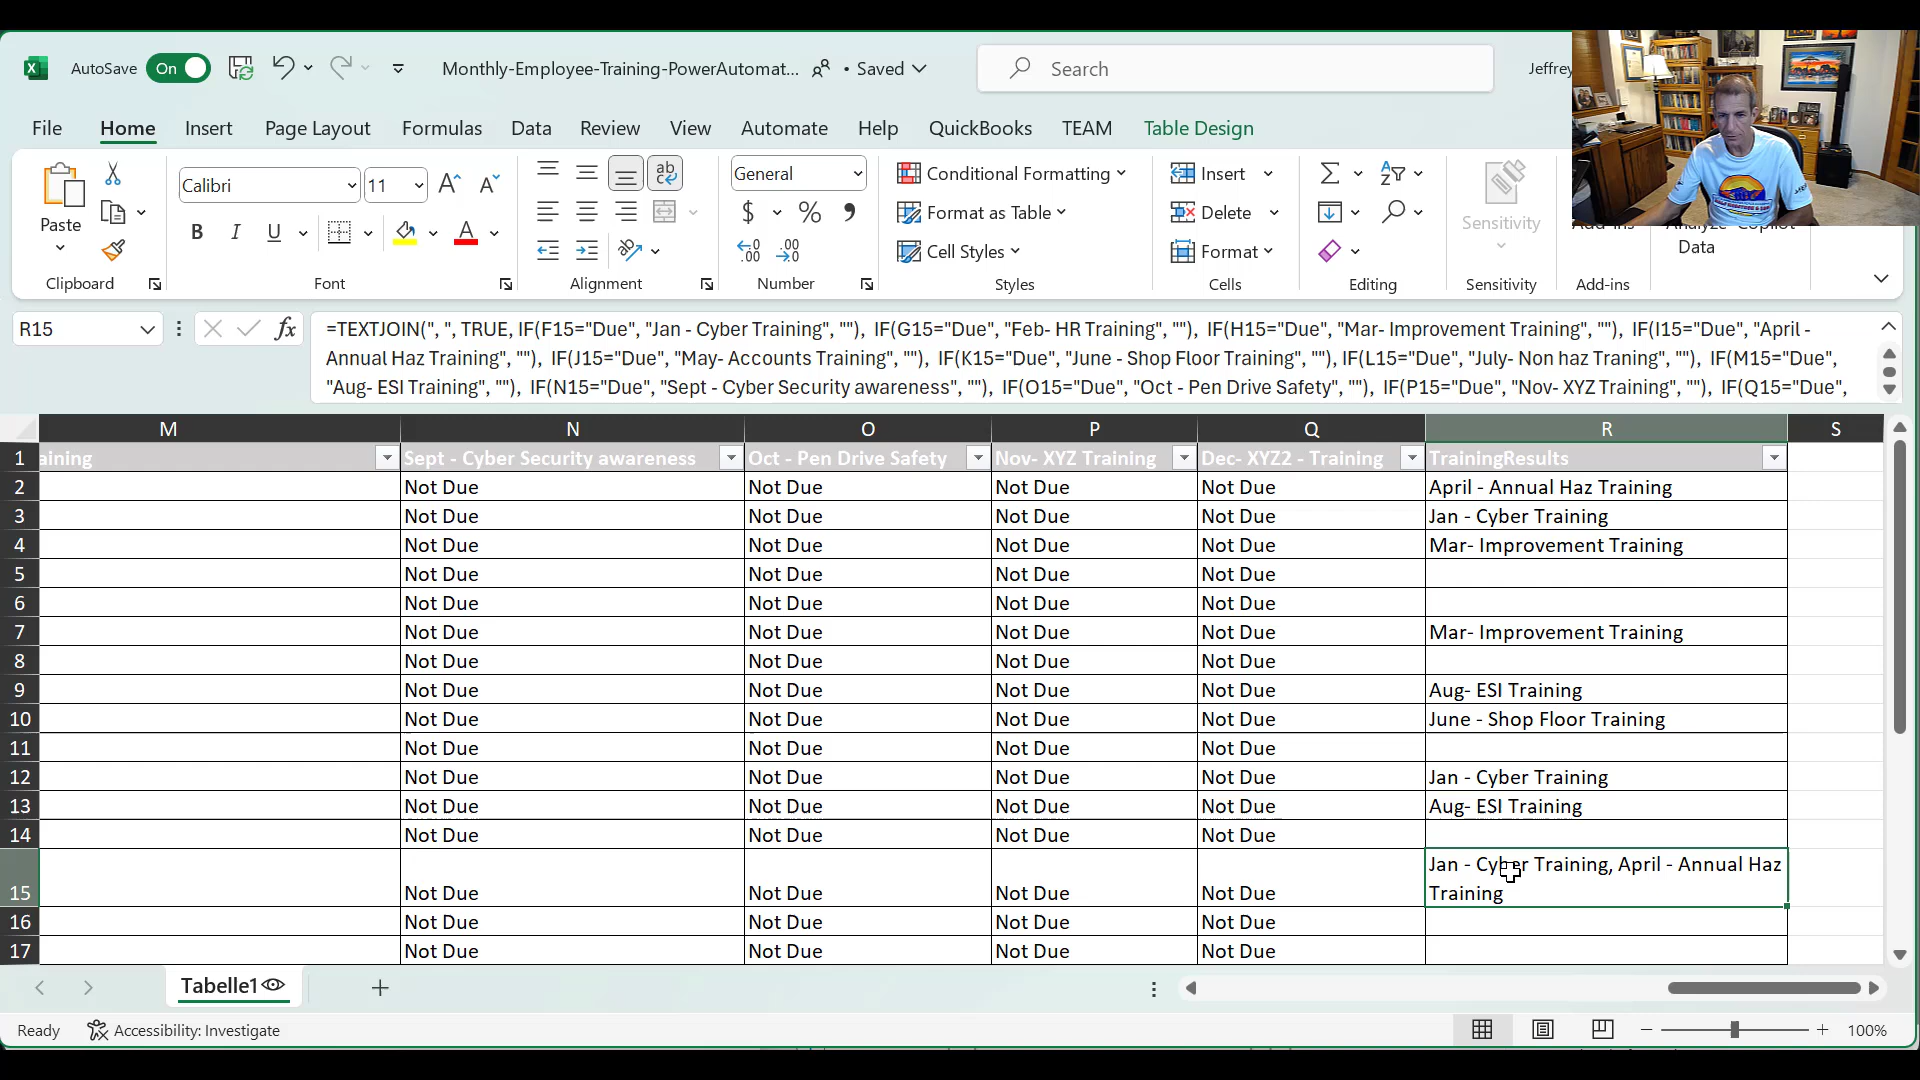 AutoSave On Monthly-Employee-Training-PowerAutomat... • Saved Search Jeffrey
File Home Insert Page Layout Formulas Data Review View Automate Help QuickBooks TEAM Table Design
Paste
Calibri 11
B I U A
ab
General
$ % 9
Conditional Formatting
Format as Table
Cell Styles
Insert
Delete
Format
Sensitivity
Add-ins
Analyze Copilot
Data
Clipboard Font Alignment Number Styles Cells Editing Sensitivity Add-ins
R15 fx
=TEXTJOIN(", ", TRUE, IF(F15="Due", "Jan - Cyber Training", ""), IF(G15="Due", "Feb- HR Training", ""), IF(H15="Due", "Mar- Improvement Training", ""), IF(I15="Due", "April -
Annual Haz Training", ""), IF(J15="Due", "May- Accounts Training", ""), IF(K15="Due", "June - Shop Floor Training", ""),IF(L15="Due", "July- Non haz Traning", ""), IF(M15="Due",
"Aug- ESI Training", ""), IF(N15="Due", "Sept - Cyber Security awareness", ""), IF(O15="Due", "Oct - Pen Drive Safety", ""), IF(P15="Due", "Nov- XYZ Training", ""), IF(Q15="Due",
M N O P Q R S
1 aining Sept - Cyber Security awareness Oct - Pen Drive Safety Nov- XYZ Training Dec- XYZ2 - Training TrainingResults
2 Not Due Not Due Not Due Not Due April - Annual Haz Training
3 Not Due Not Due Not Due Not Due Jan - Cyber Training
4 Not Due Not Due Not Due Not Due Mar- Improvement Training
5 Not Due Not Due Not Due Not Due
6 Not Due Not Due Not Due Not Due
7 Not Due Not Due Not Due Not Due Mar- Improvement Training
8 Not Due Not Due Not Due Not Due
9 Not Due Not Due Not Due Not Due Aug- ESI Training
10 Not Due Not Due Not Due Not Due June - Shop Floor Training
11 Not Due Not Due Not Due Not Due
12 Not Due Not Due Not Due Not Due Jan - Cyber Training
13 Not Due Not Due Not Due Not Due Aug- ESI Training
14 Not Due Not Due Not Due Not Due
Jan - Cyber Training, April - Annual Haz
15 Not Due Not Due Not Due Not Due Training
16 Not Due Not Due Not Due Not Due
17 Not Due Not Due Not Due Not Due
Tabelle1
Ready Accessibility: Investigate 100%